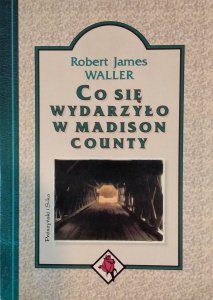 Robert James
WALLER
CO SIĘ
WYDARZYŁO
W MADISON
COUNTY
Prószyński i S-ka